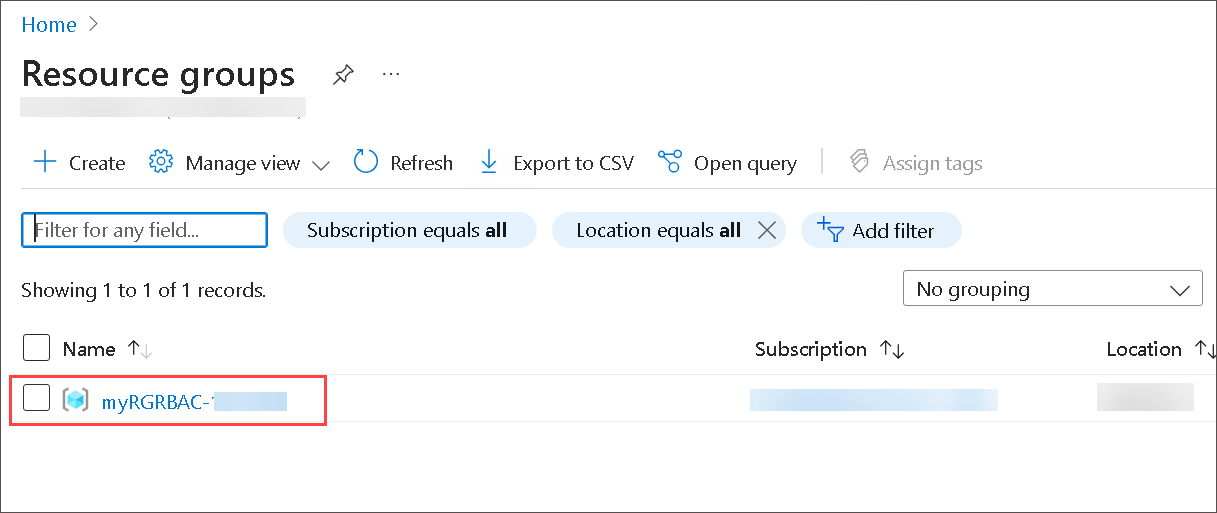 Home
Resource groups
Create Manage view Refresh Export to CSV Open query Assign tags
Filter for any field... Subscription equals all Location equals all Add filter
Showing 1 to 1 of 1 records. No grouping
Name Subscription Location
myRGRBAC-